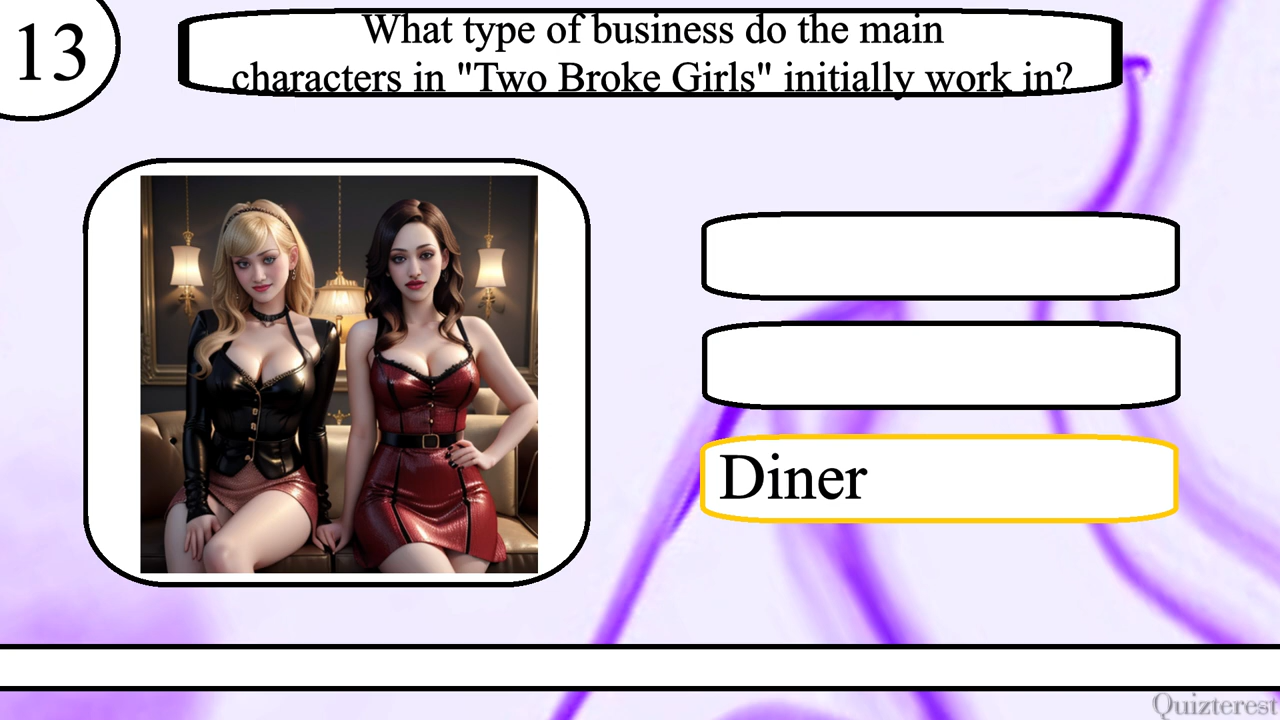 13
What type of business do the main
characters in "Two Broke Girls" initially work in?
Diner
Quizterest